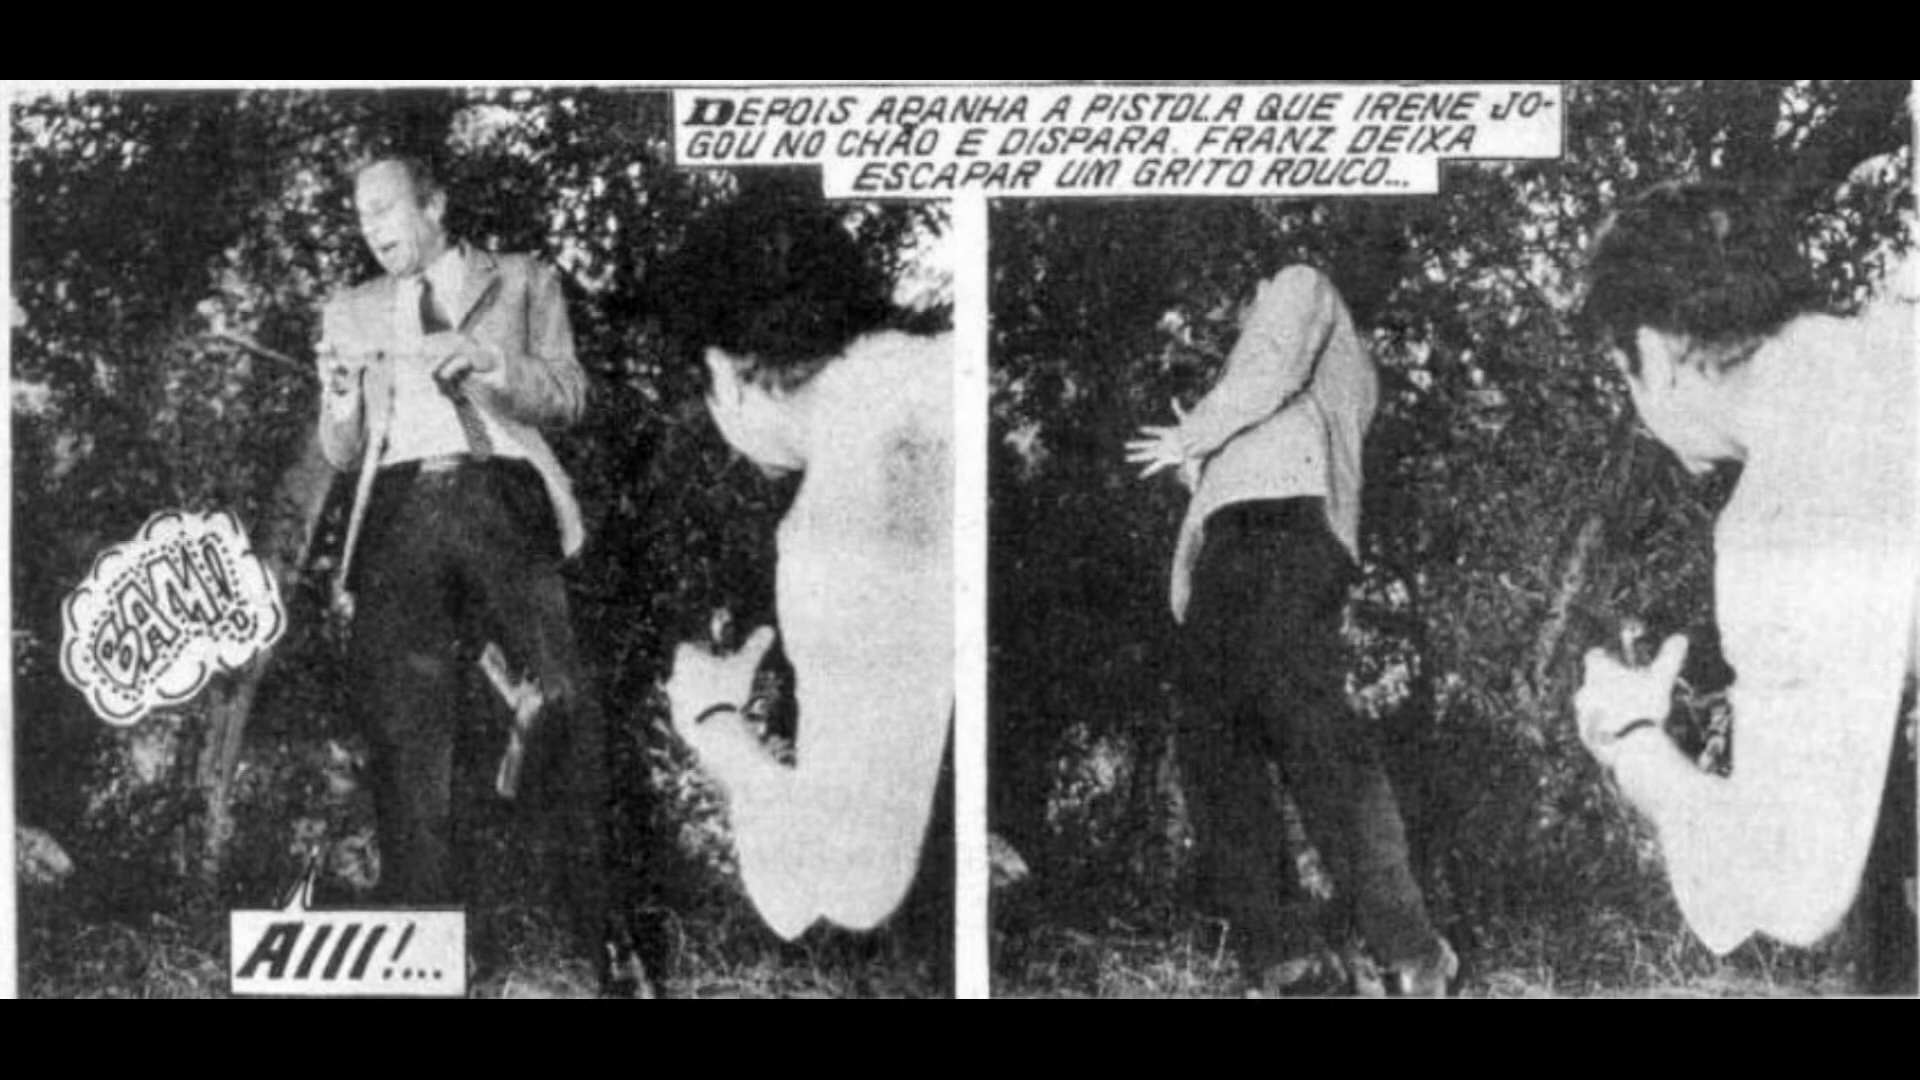 DEPOIS APANHA A PISTOLA QUE IRENE JO-
GOU NO CHÃO E DISPARA. FRANZ DEIXA
ESCAPAR UM GRITO ROUCO...
BAM!
AIII!...